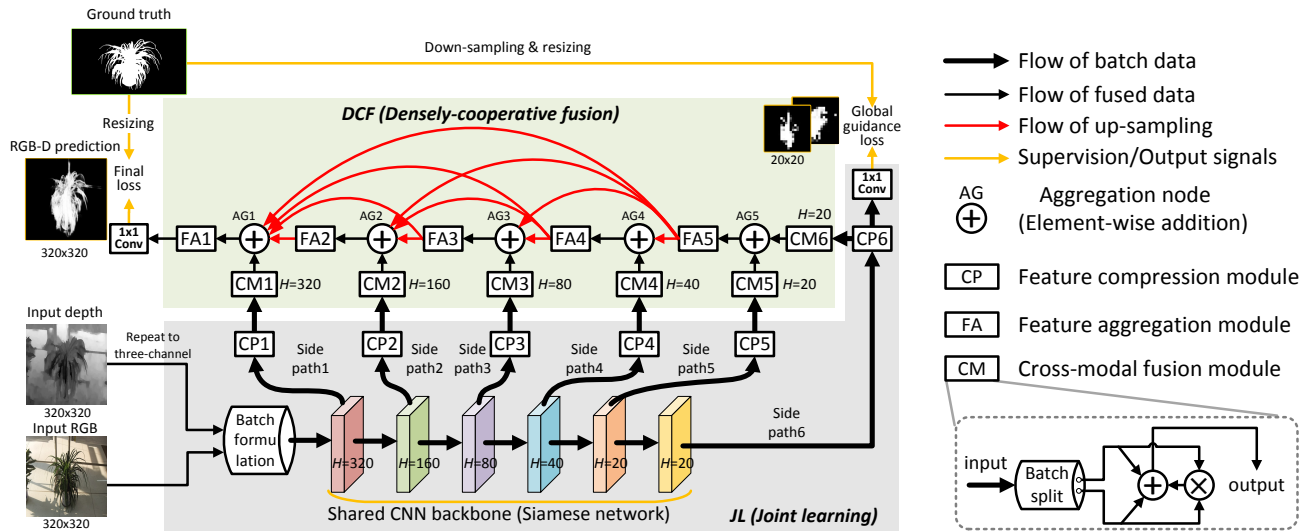 Ground truth
Down-sampling & resizing
Resizing
RGB-D prediction
Final
loss
320x320
1x1
Conv
DCF (Densely-cooperative fusion)
20x20
Global
guidance
loss
1x1
Conv
AG1
AG2
AG3
AG4
AG5
H=20
FA1
FA2
FA3
FA4
FA5
CM6
CP6
CM1
H=320
CM2
H=160
CM3
H=80
CM4
H=40
CM5
H=20
CP1
CP2
CP3
CP4
CP5
Side
path1
Side
path2
Side
path3
Side
path4
Side
path5
Side
path6
Input depth
Repeat to
three-channel
320x320
Input RGB
320x320
Batch
formu
lation
H=320
H=160
H=80
H=40
H=20
H=20
Shared CNN backbone (Siamese network)
JL (Joint learning)
Flow of batch data
Flow of fused data
Flow of up-sampling
Supervision/Output signals
AG
Aggregation node
(Element-wise addition)
CP
Feature compression module
FA
Feature aggregation module
CM
Cross-modal fusion module
input
Batch
split
output